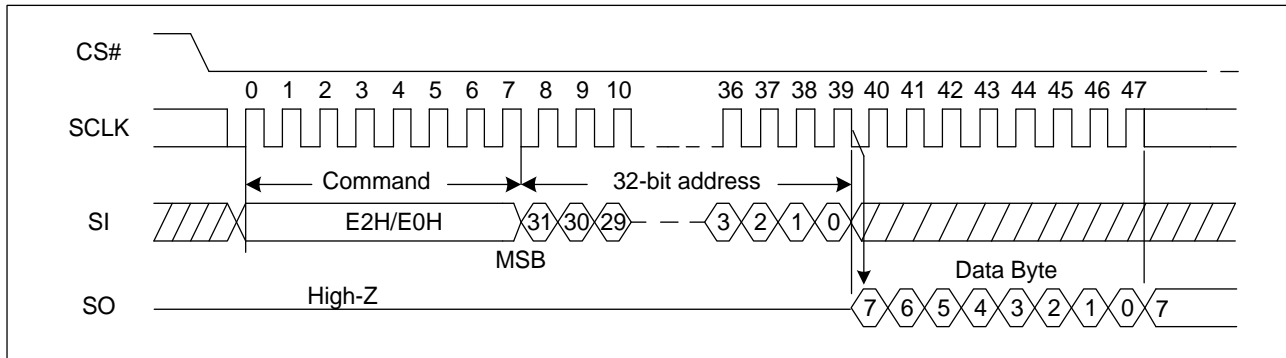 CS#
0 1 2 3 4 5 6 7 8 9 10 36 37 38 39 40 41 42 43 44 45 46 47
SCLK
Command 32-bit address
SI E2H/E0H 31 30 29 3 2 1 0
MSB Data Byte
High-Z
SO 7 6 5 4 3 2 1 0 7